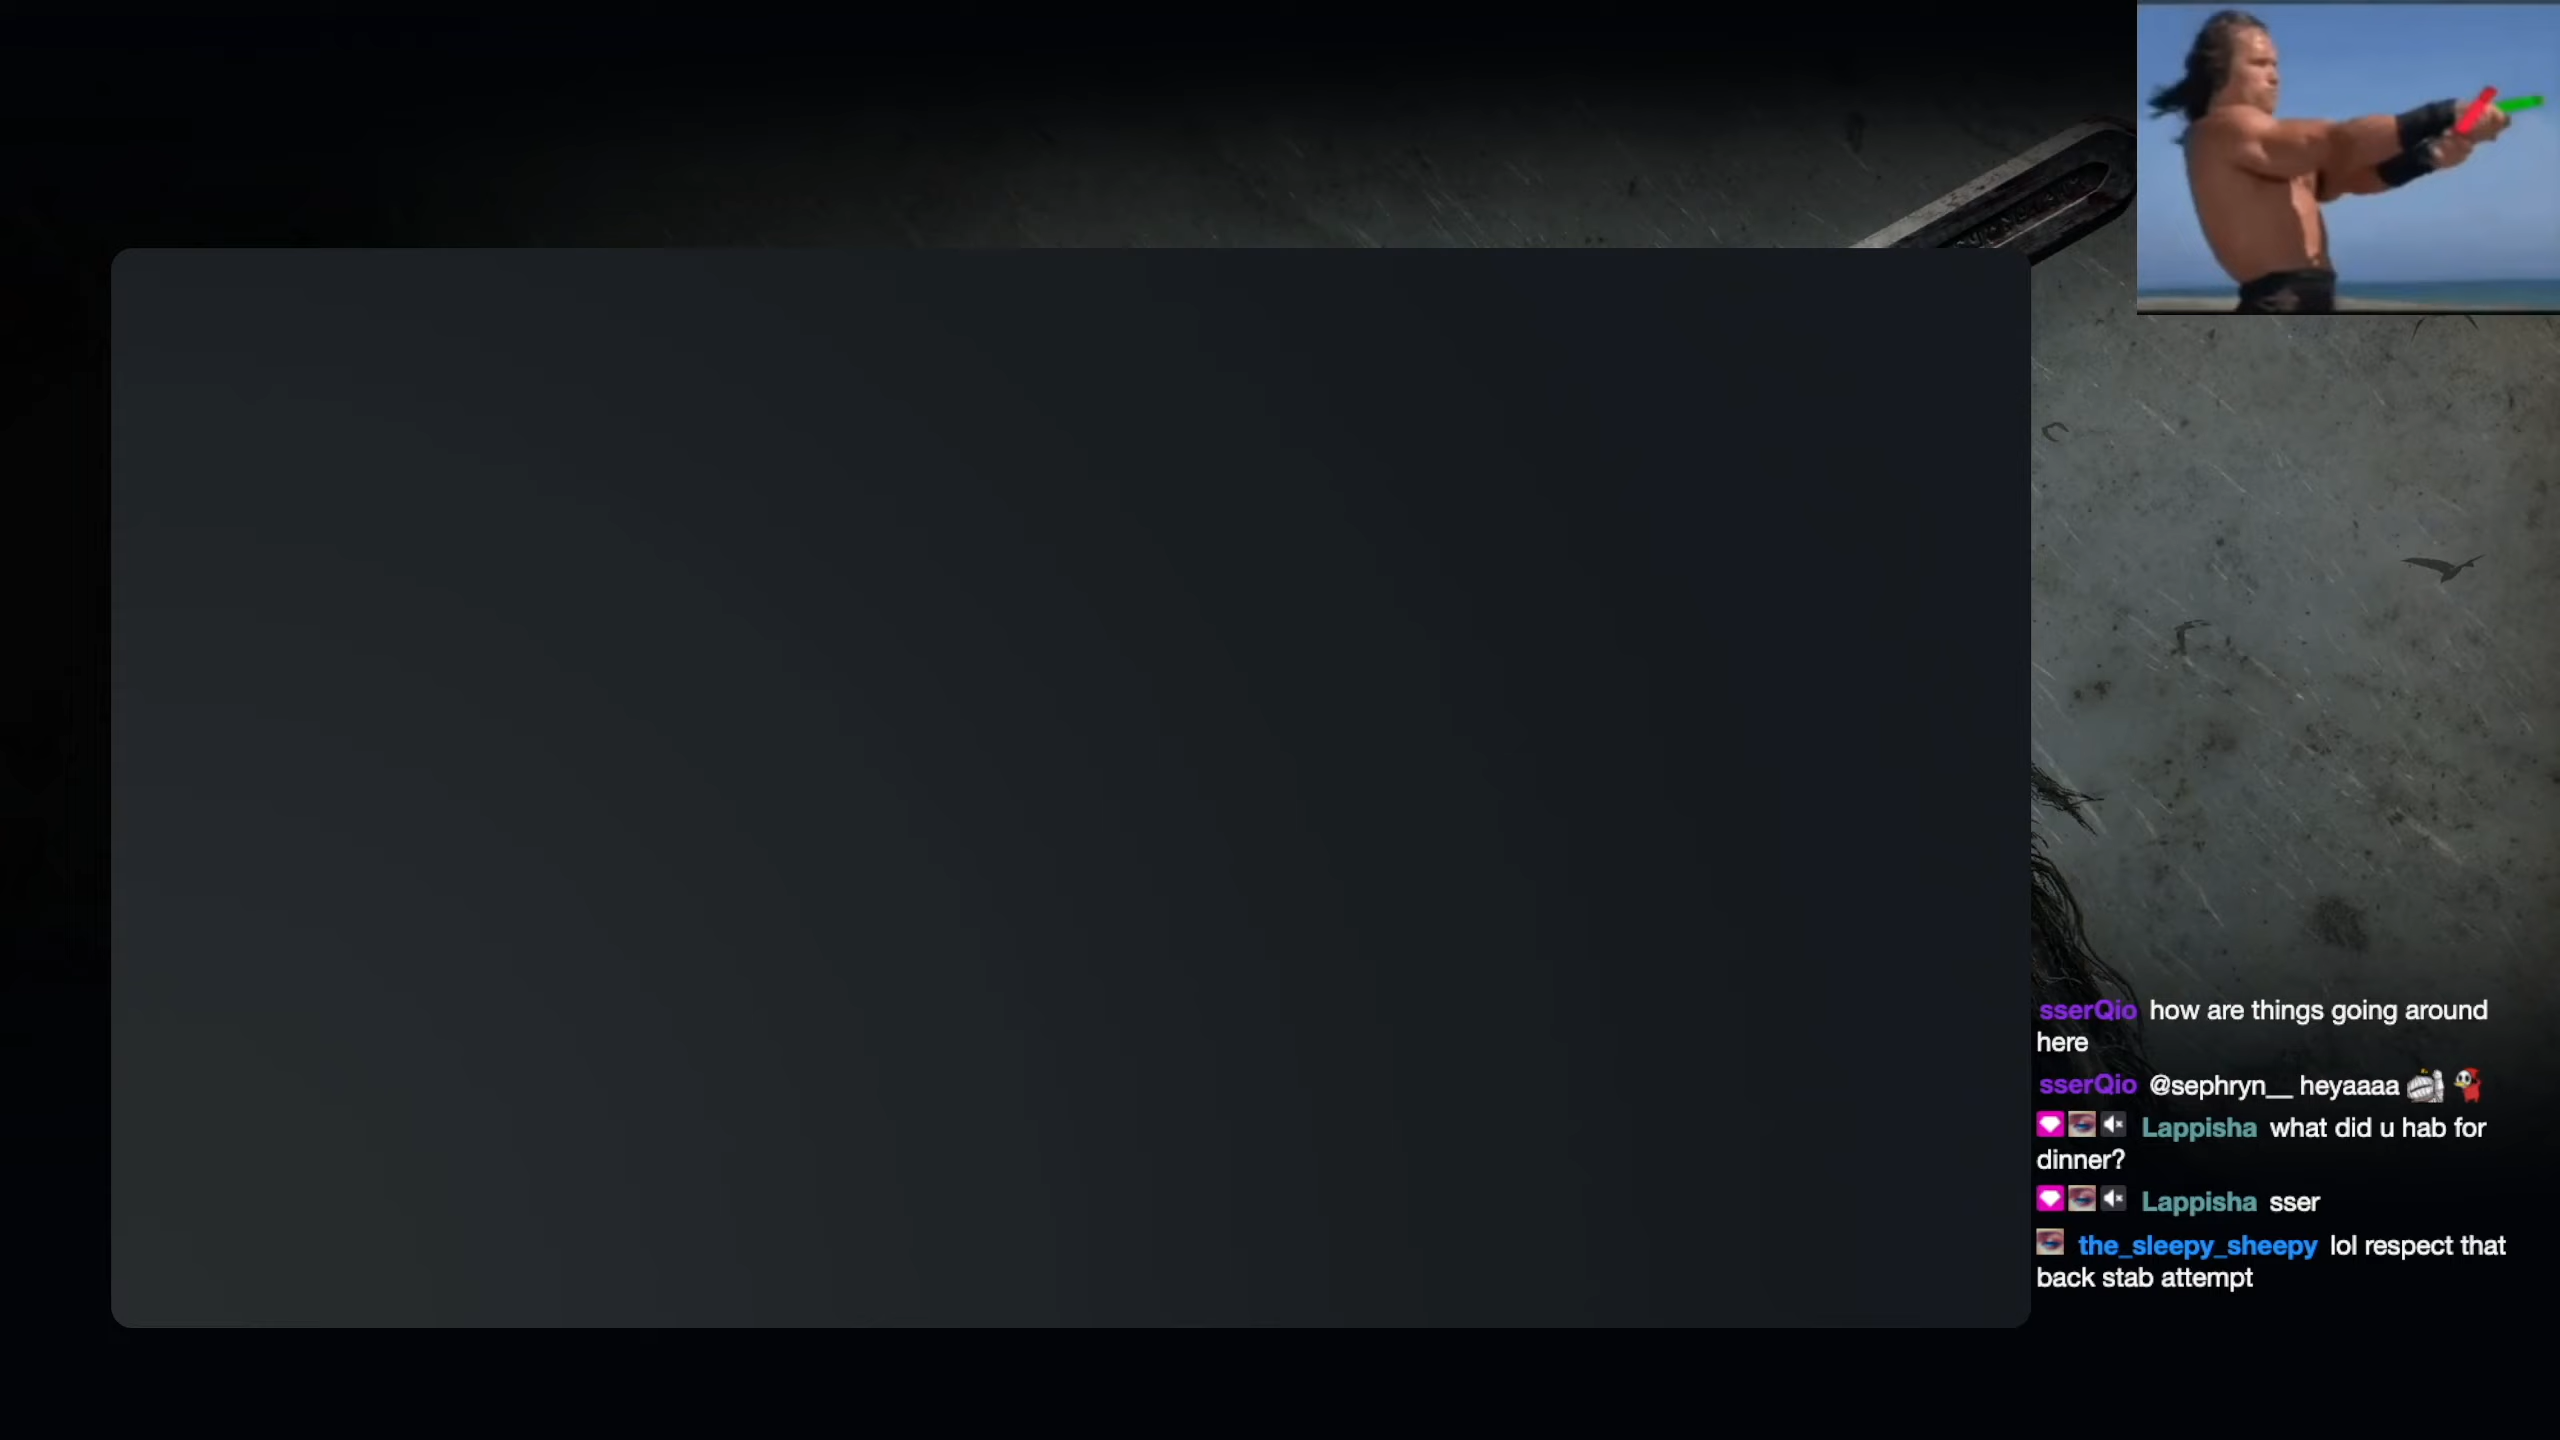 sserQio how are things going around
here
sserQio @sephryn__ heyaaaa
Lappisha what did u hab for
dinner?
Lappisha sser
the_sleepy_sheepy lol respect that
back stab attempt